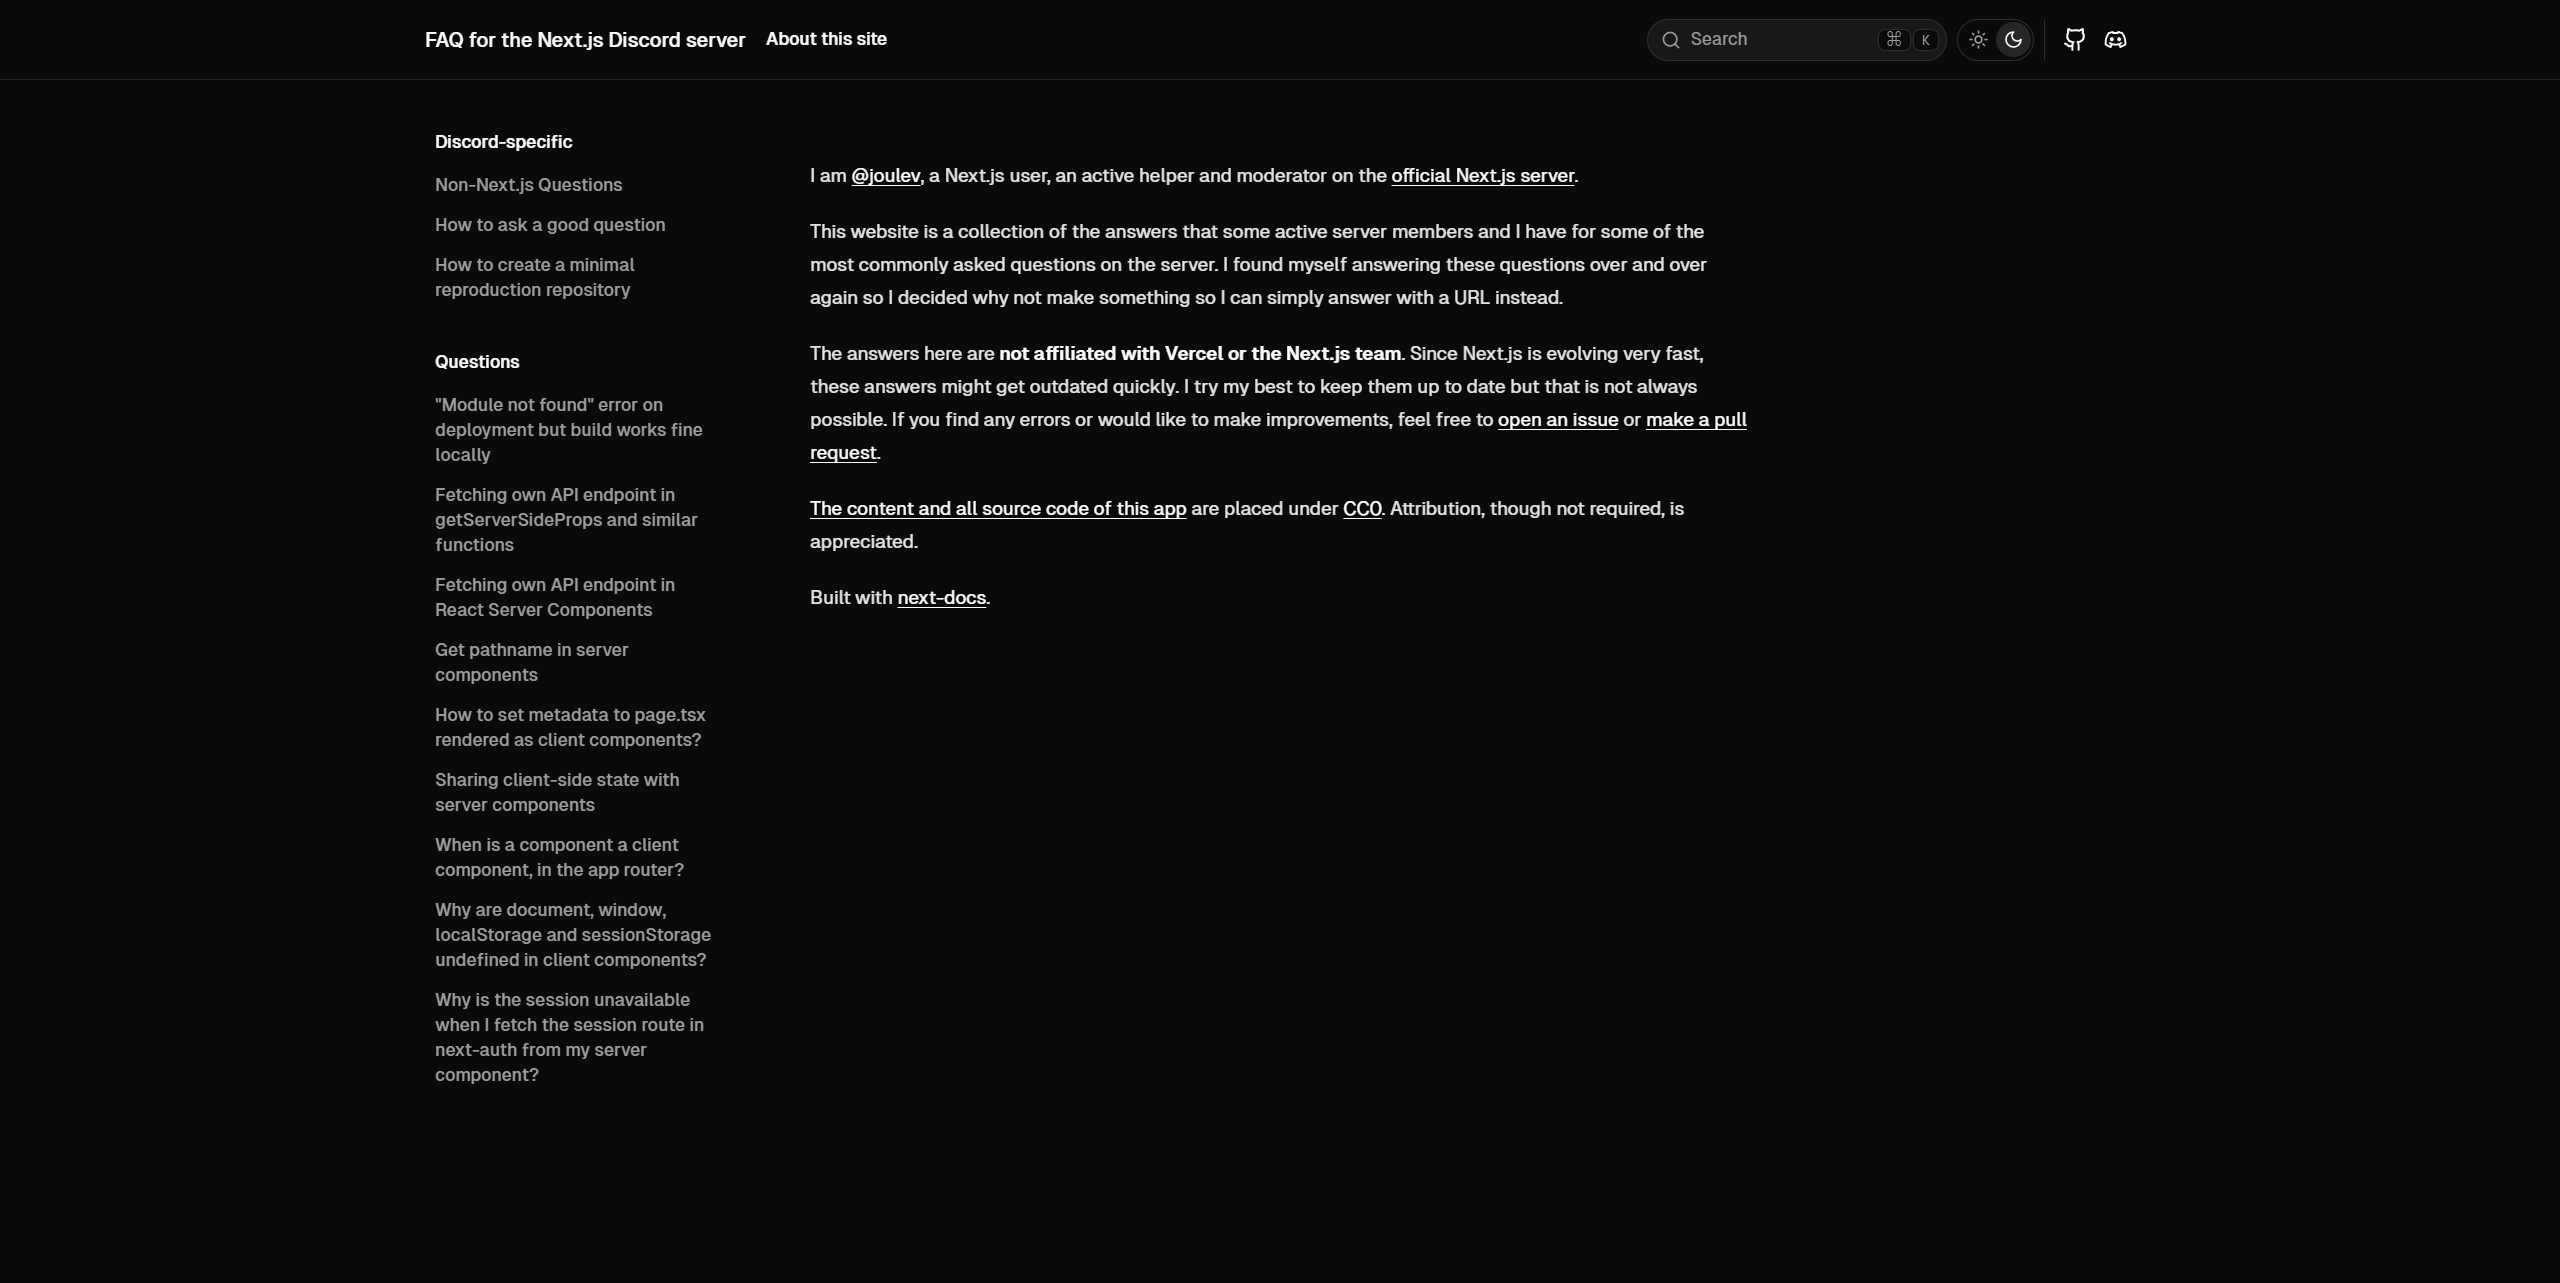 FAQ for the Next.js Discord server
About this site
Search
⌘ K
Discord-specific
Non-Next.js Questions
How to ask a good question
How to create a minimal
reproduction repository
Questions
"Module not found" error on
deployment but build works fine
locally
Fetching own API endpoint in
getServerSideProps and similar
functions
Fetching own API endpoint in
React Server Components
Get pathname in server
components
How to set metadata to page.tsx
rendered as client components?
Sharing client-side state with
server components
When is a component a client
component, in the app router?
Why are document, window,
localStorage and sessionStorage
undefined in client components?
Why is the session unavailable
when I fetch the session route in
next-auth from my server
component?
I am @joulev, a Next.js user, an active helper and moderator on the official Next.js server.
This website is a collection of the answers that some active server members and I have for some of the
most commonly asked questions on the server. I found myself answering these questions over and over
again so I decided why not make something so I can simply answer with a URL instead.
The answers here are not affiliated with Vercel or the Next.js team. Since Next.js is evolving very fast,
these answers might get outdated quickly. I try my best to keep them up to date but that is not always
possible. If you find any errors or would like to make improvements, feel free to open an issue or make a pull
request.
The content and all source code of this app are placed under CC0. Attribution, though not required, is
appreciated.
Built with next-docs.